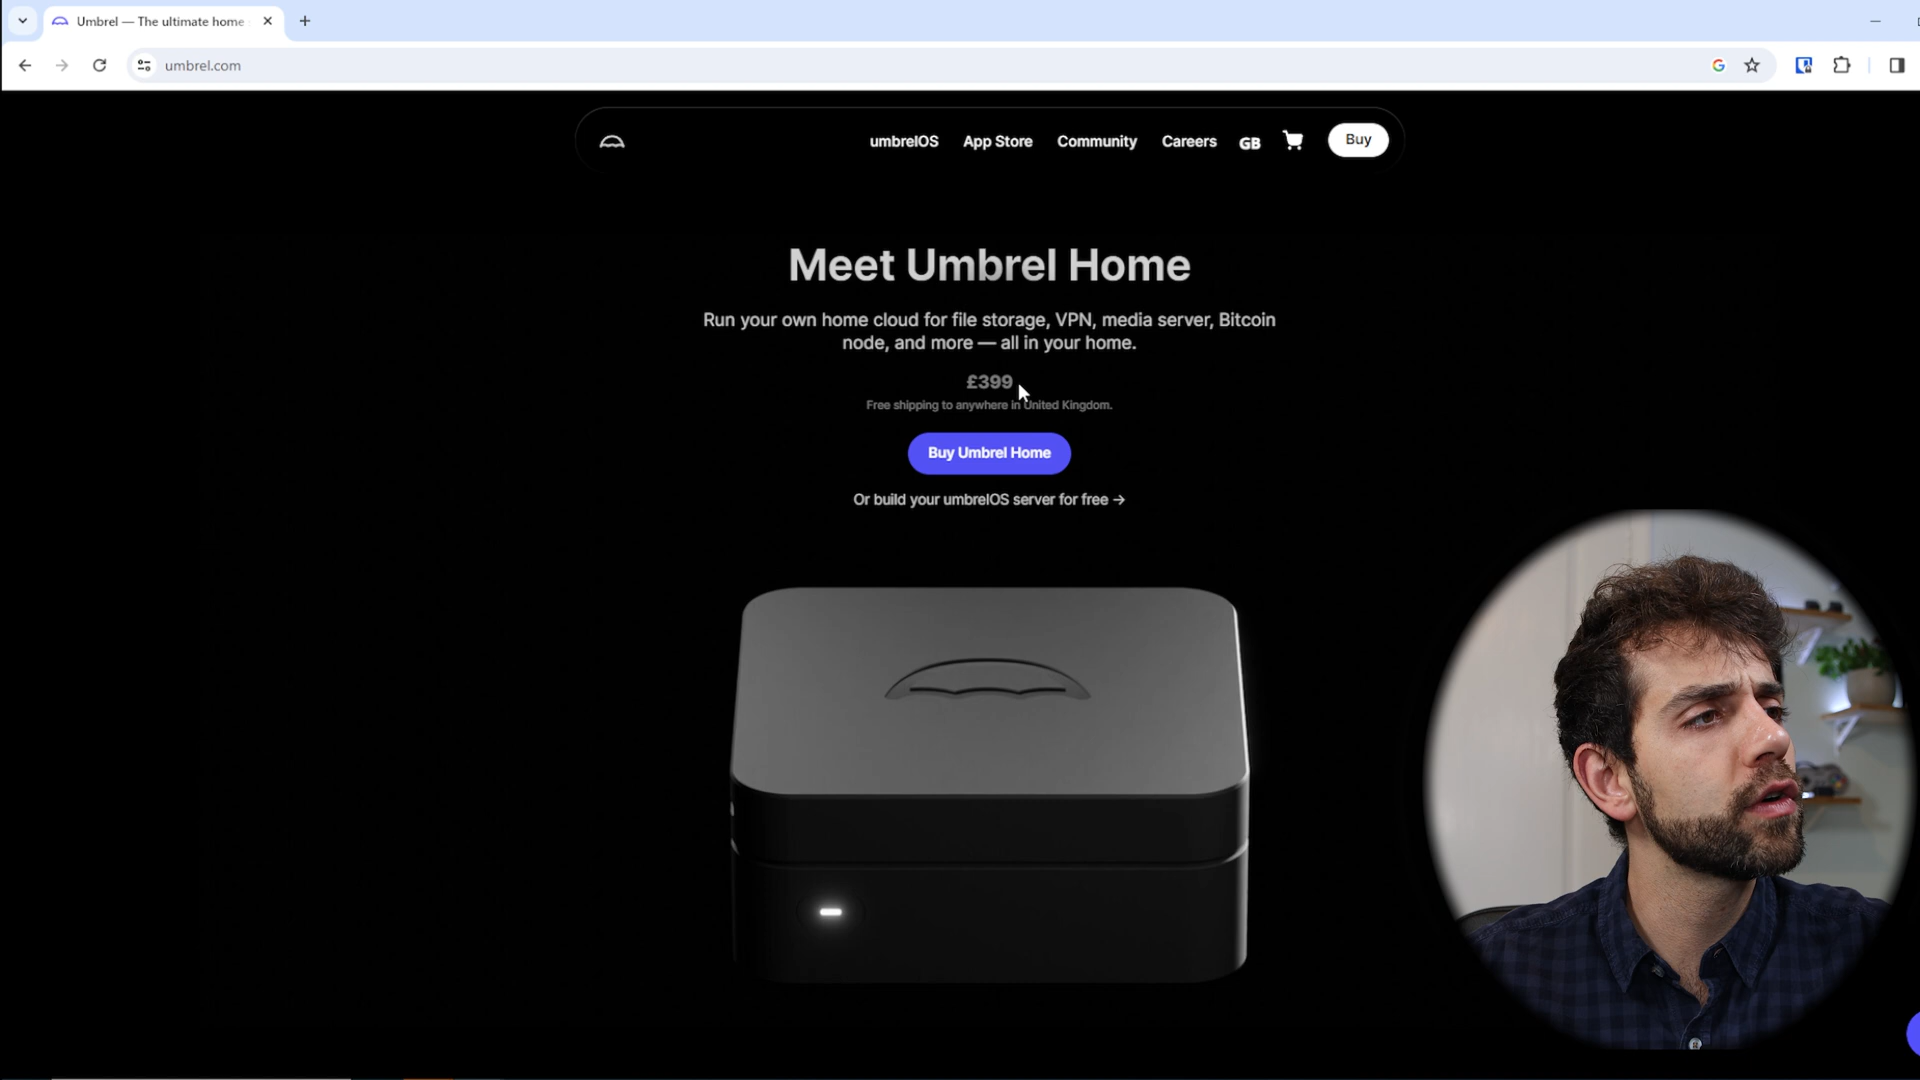 Umbrel — The ultimate home
umbrel.com
umbrelOS App Store Community Careers GB Buy
Meet Umbrel Home
Run your own home cloud for file storage, VPN, media server, Bitcoin
node, and more — all in your home.
£399
Free shipping to anywhere in United Kingdom.
Buy Umbrel Home
Or build your umbrelOS server for free →